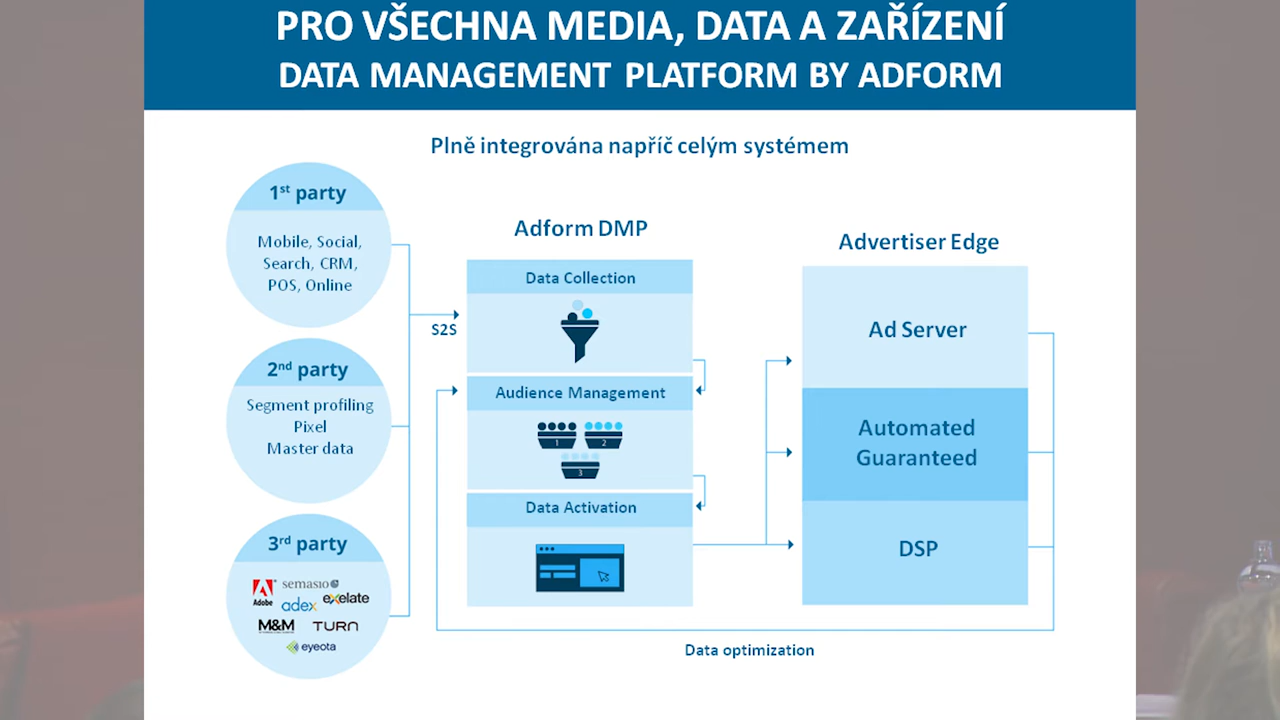 PRO VŠECHNA MEDIA, DATA A ZAŘÍZENÍ
DATA MANAGEMENT PLATFORM BY ADFORM
Plně integrována napříč celým systémem
1st party
Mobile, Social,
Search, CRM,
POS, Online
2nd party
Segment profiling
Pixel
Master data
3rd party
Adobe
semasio
adex
eXelate
M&M
TURN
eyeota
S2S
Adform DMP
Data Collection
Audience Management
1
2
3
Data Activation
Advertiser Edge
Ad Server
Automated
Guaranteed
DSP
Data optimization